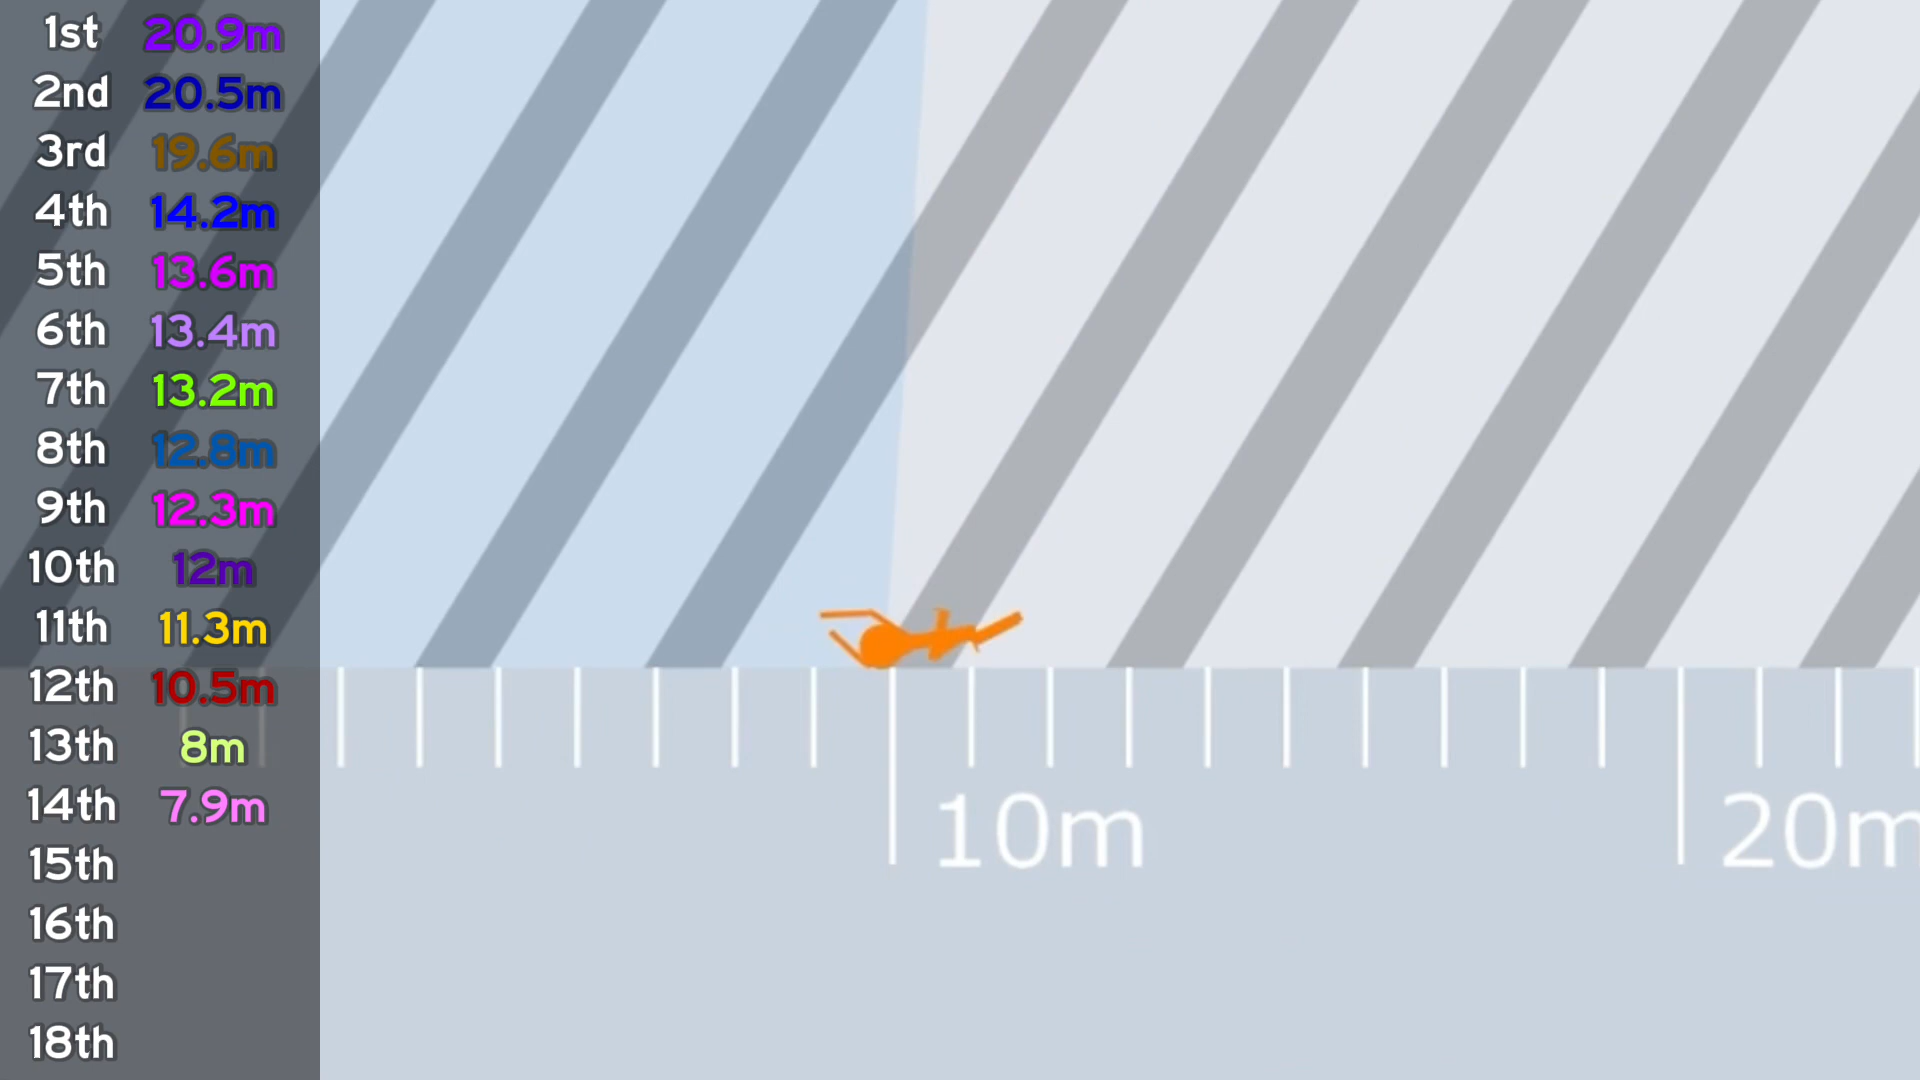 1st 20.9m
2nd 20.5m
3rd 19.6m
4th 14.2m
5th 13.6m
6th 13.4m
7th 13.2m
8th 12.8m
9th 12.3m
10th 12m
11th 11.3m
12th 10.5m
13th 8m
14th 7.9m
15th
16th
17th
18th
10m
20m